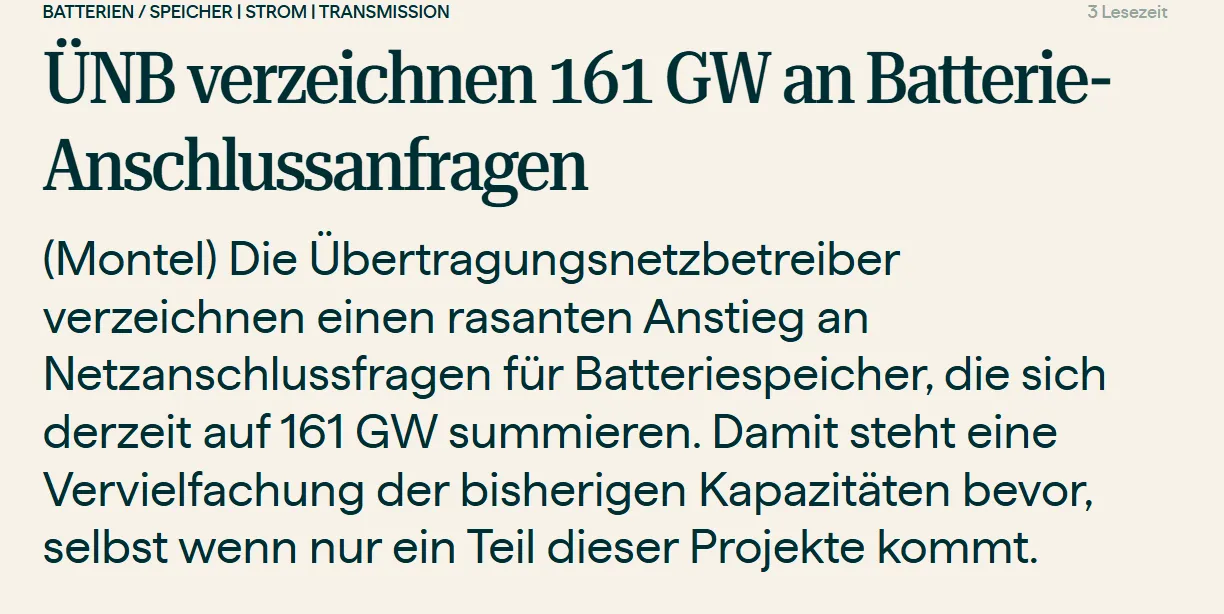 BATTERIEN / SPEICHER | STROM | TRANSMISSION
3 Lesezeit
ÜNB verzeichnen 161 GW an Batterie-
Anschlussanfragen
(Montel) Die Übertragungsnetzbetreiber
verzeichnen einen rasanten Anstieg an
Netzanschlussfragen für Batteriespeicher, die sich
derzeit auf 161 GW summieren. Damit steht eine
Vervielfachung der bisherigen Kapazitäten bevor,
selbst wenn nur ein Teil dieser Projekte kommt.